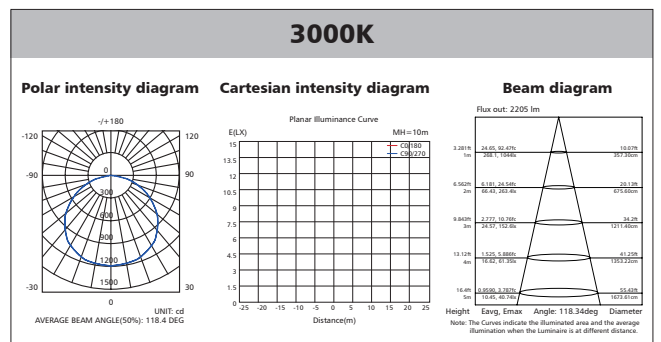 3000K
Polar intensity diagram
Cartesian intensity diagram
Beam diagram
-/+180
-120
120
-90
90
0
300
600
900
1200
1500
-30
30
0
UNIT: cd
AVERAGE BEAM ANGLE(50%): 118.4 DEG
Planar Illuminance Curve
E(LX)
MH=10m
C0/180
C90/270
15
13.5
12
10.5
9
7.5
6
4.5
3
1.5
0
-25 -20 -15 -10 -5 0 5 10 15 20 25
Distance(m)
Flux out: 2205 lm
3.281ft 24.65, 92.47fc 10.07ft
1m 268.1, 1044lx 357.30cm
6.562ft 6.181, 24.54fc 20.13ft
2m 66.43, 263.4lx 675.60cm
9.843ft 2.777, 10.76fc 34.2ft
3m 24.57, 152.6lx 1211.40cm
13.12ft 1.525, 5.886fc 41.25ft
4m 16.62, 61.35lx 1353.22cm
16.4ft 0.9590, 3.787fc 55.43ft
5m 10.45, 40.74lx 1673.61cm
Height Eavg, Emax Angle: 118.34deg Diameter
Note: The Curves indicate the illuminated area and the average
illumination when the Luminaire is at different distance.